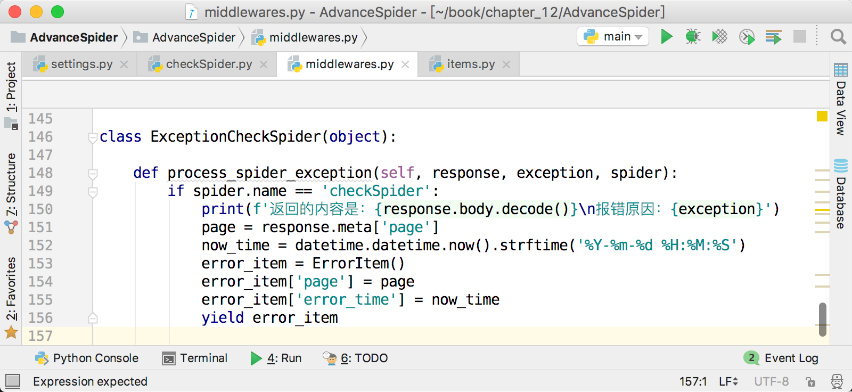 middlewares.py - AdvanceSpider - [~/book/chapter_12/AdvanceSpider]
AdvanceSpider AdvanceSpider middlewares.py main
settings.py checkSpider.py middlewares.py items.py
1: Project
7: Structure
2: Favorites
145
146 class ExceptionCheckSpider(object):
147
148 def process_spider_exception(self, response, exception, spider):
149 if spider.name == 'checkSpider':
150 print(f'返回的内容是：{response.body.decode()}\n报错原因：{exception}')
151 page = response.meta['page']
152 now_time = datetime.datetime.now().strftime('%Y-%m-%d %H:%M:%S')
153 error_item = ErrorItem()
154 error_item['page'] = page
155 error_item['error_time'] = now_time
156 yield error_item
157
Data View
Database
Python Console Terminal 4: Run 6: TODO 2 Event Log
Expression expected 157:1 LF UTF-8